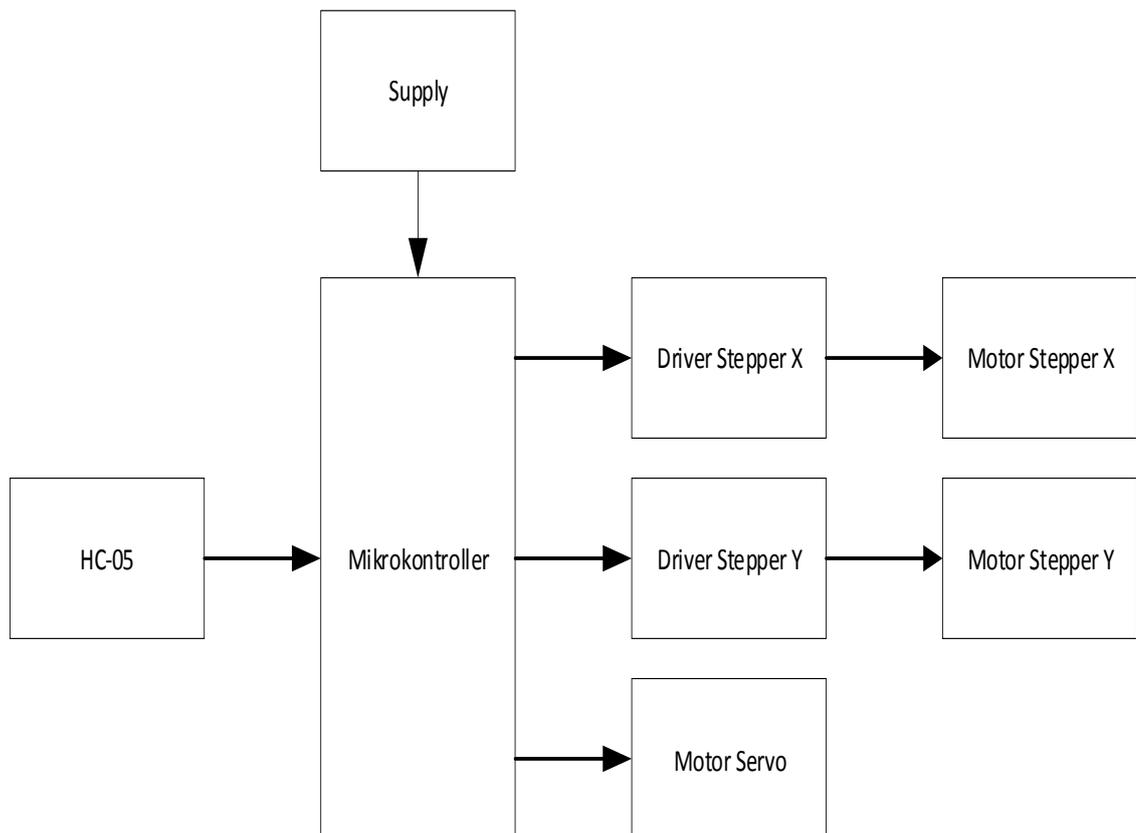 Supply
Driver Stepper X
Motor Stepper X
HC-05
Mikrokontroller
Driver Stepper Y
Motor Stepper Y
Motor Servo